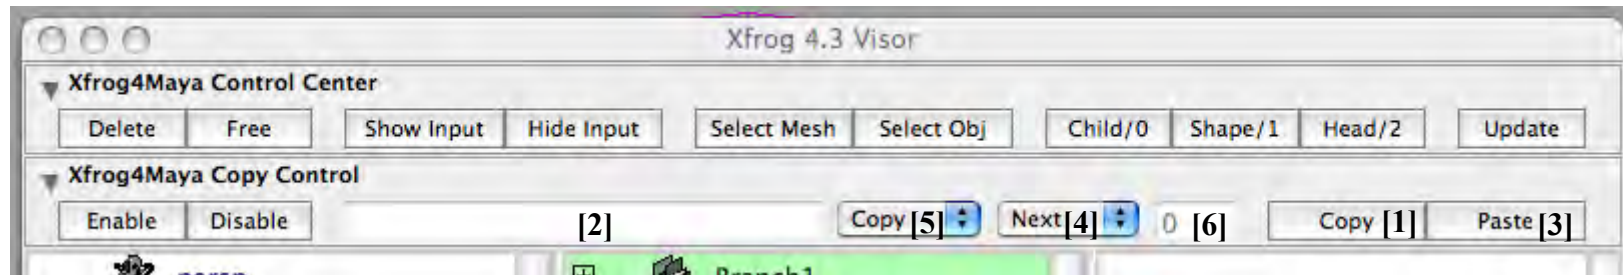 Xfrog 4.3 Visor
Xfrog4Maya Control Center
Delete Free Show Input Hide Input Select Mesh Select Obj Child/0 Shape/1 Head/2 Update
Xfrog4Maya Copy Control
Enable Disable [2] Copy [5] Next [4] 0 [6] Copy [1] Paste [3]
persp Branch1